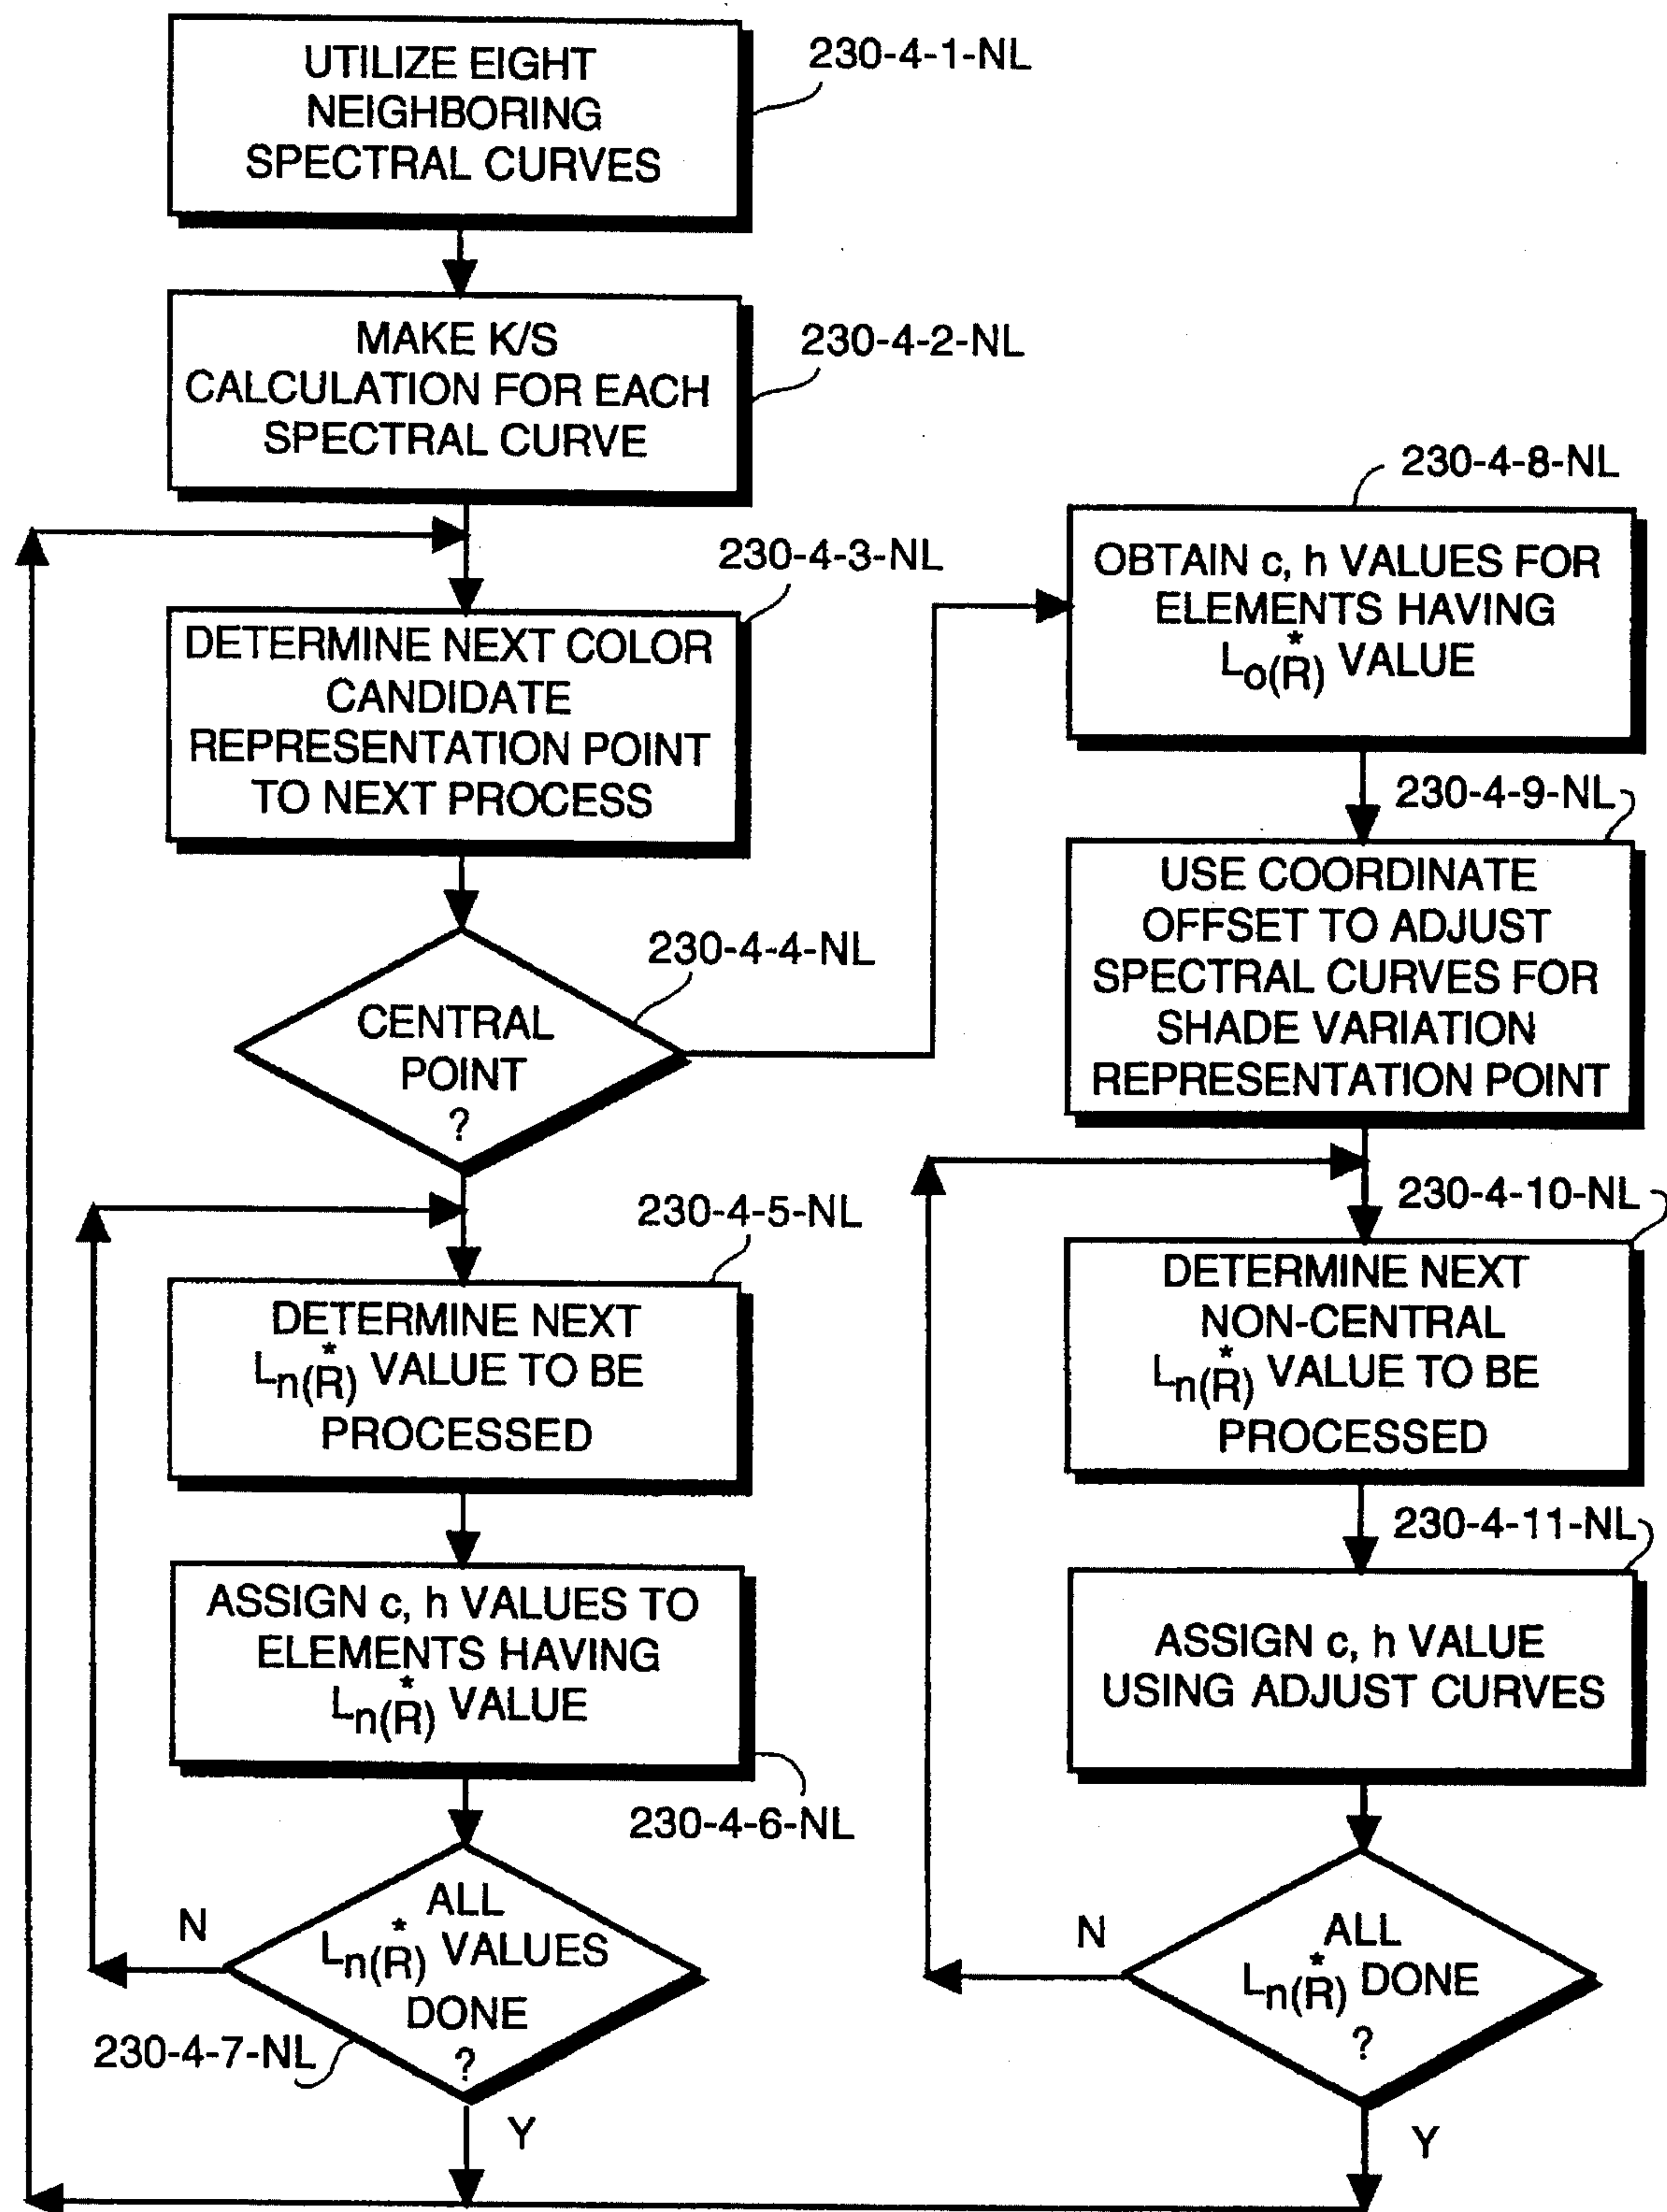 UTILIZE EIGHT
NEIGHBORING
SPECTRAL CURVES
230-4-1-NL
MAKE K/S
CALCULATION FOR EACH
SPECTRAL CURVE
230-4-2-NL
230-4-3-NL
DETERMINE NEXT COLOR
CANDIDATE
REPRESENTATION POINT
TO NEXT PROCESS
230-4-4-NL
CENTRAL
POINT
?
230-4-5-NL
DETERMINE NEXT
L*n(R) VALUE TO BE
PROCESSED
ASSIGN c, h VALUES TO
ELEMENTS HAVING
L*n(R) VALUE
230-4-6-NL
ALL
L*n(R) VALUES
DONE
?
N
230-4-7-NL
Y
230-4-8-NL
OBTAIN c, h VALUES FOR
ELEMENTS HAVING
L*o(R) VALUE
230-4-9-NL
USE COORDINATE
OFFSET TO ADJUST
SPECTRAL CURVES FOR
SHADE VARIATION
REPRESENTATION POINT
230-4-10-NL
DETERMINE NEXT
NON-CENTRAL
L*n(R) VALUE TO BE
PROCESSED
230-4-11-NL
ASSIGN c, h VALUE
USING ADJUST CURVES
N
ALL
L*n(R) DONE
?
Y